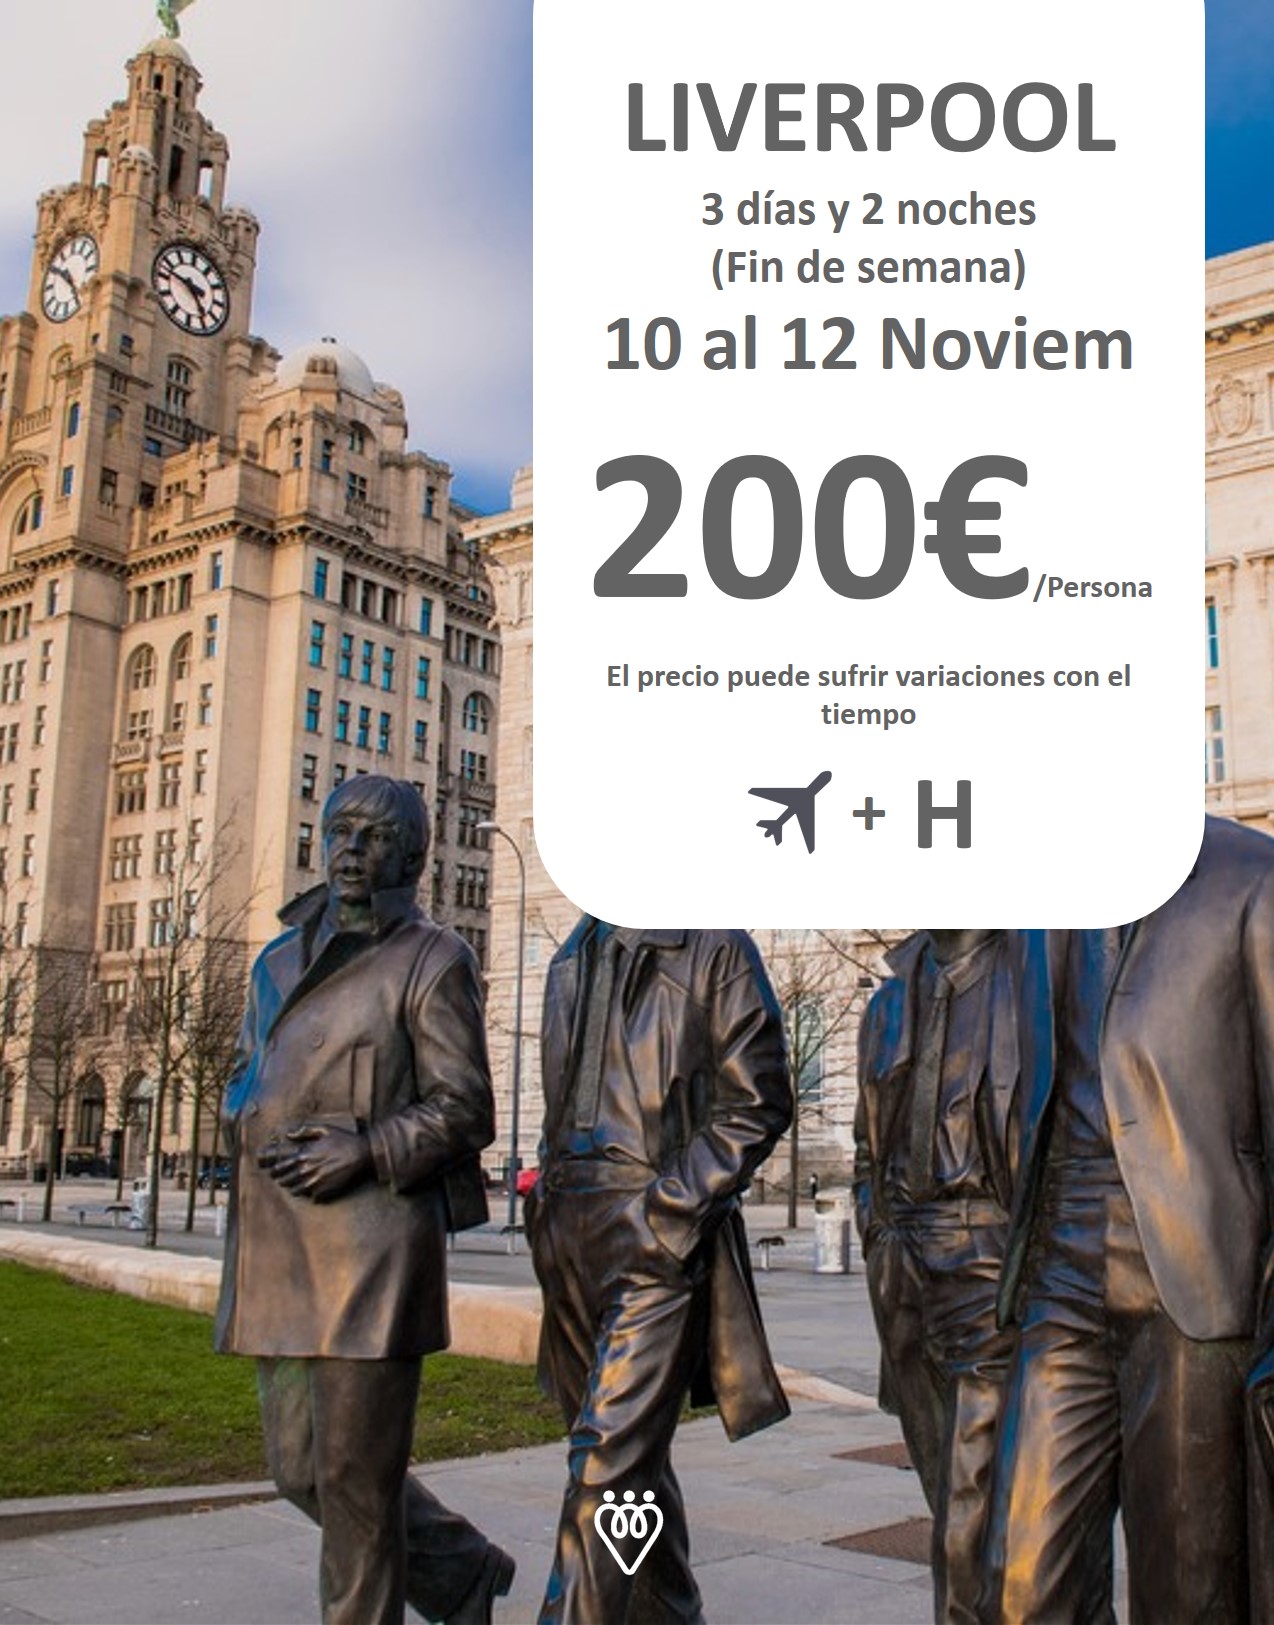 LIVERPOOL
3 días y 2 noches
(Fin de semana)
10 al 12 Noviem
200€/Persona
El precio puede sufrir variaciones con el
tiempo
+ H